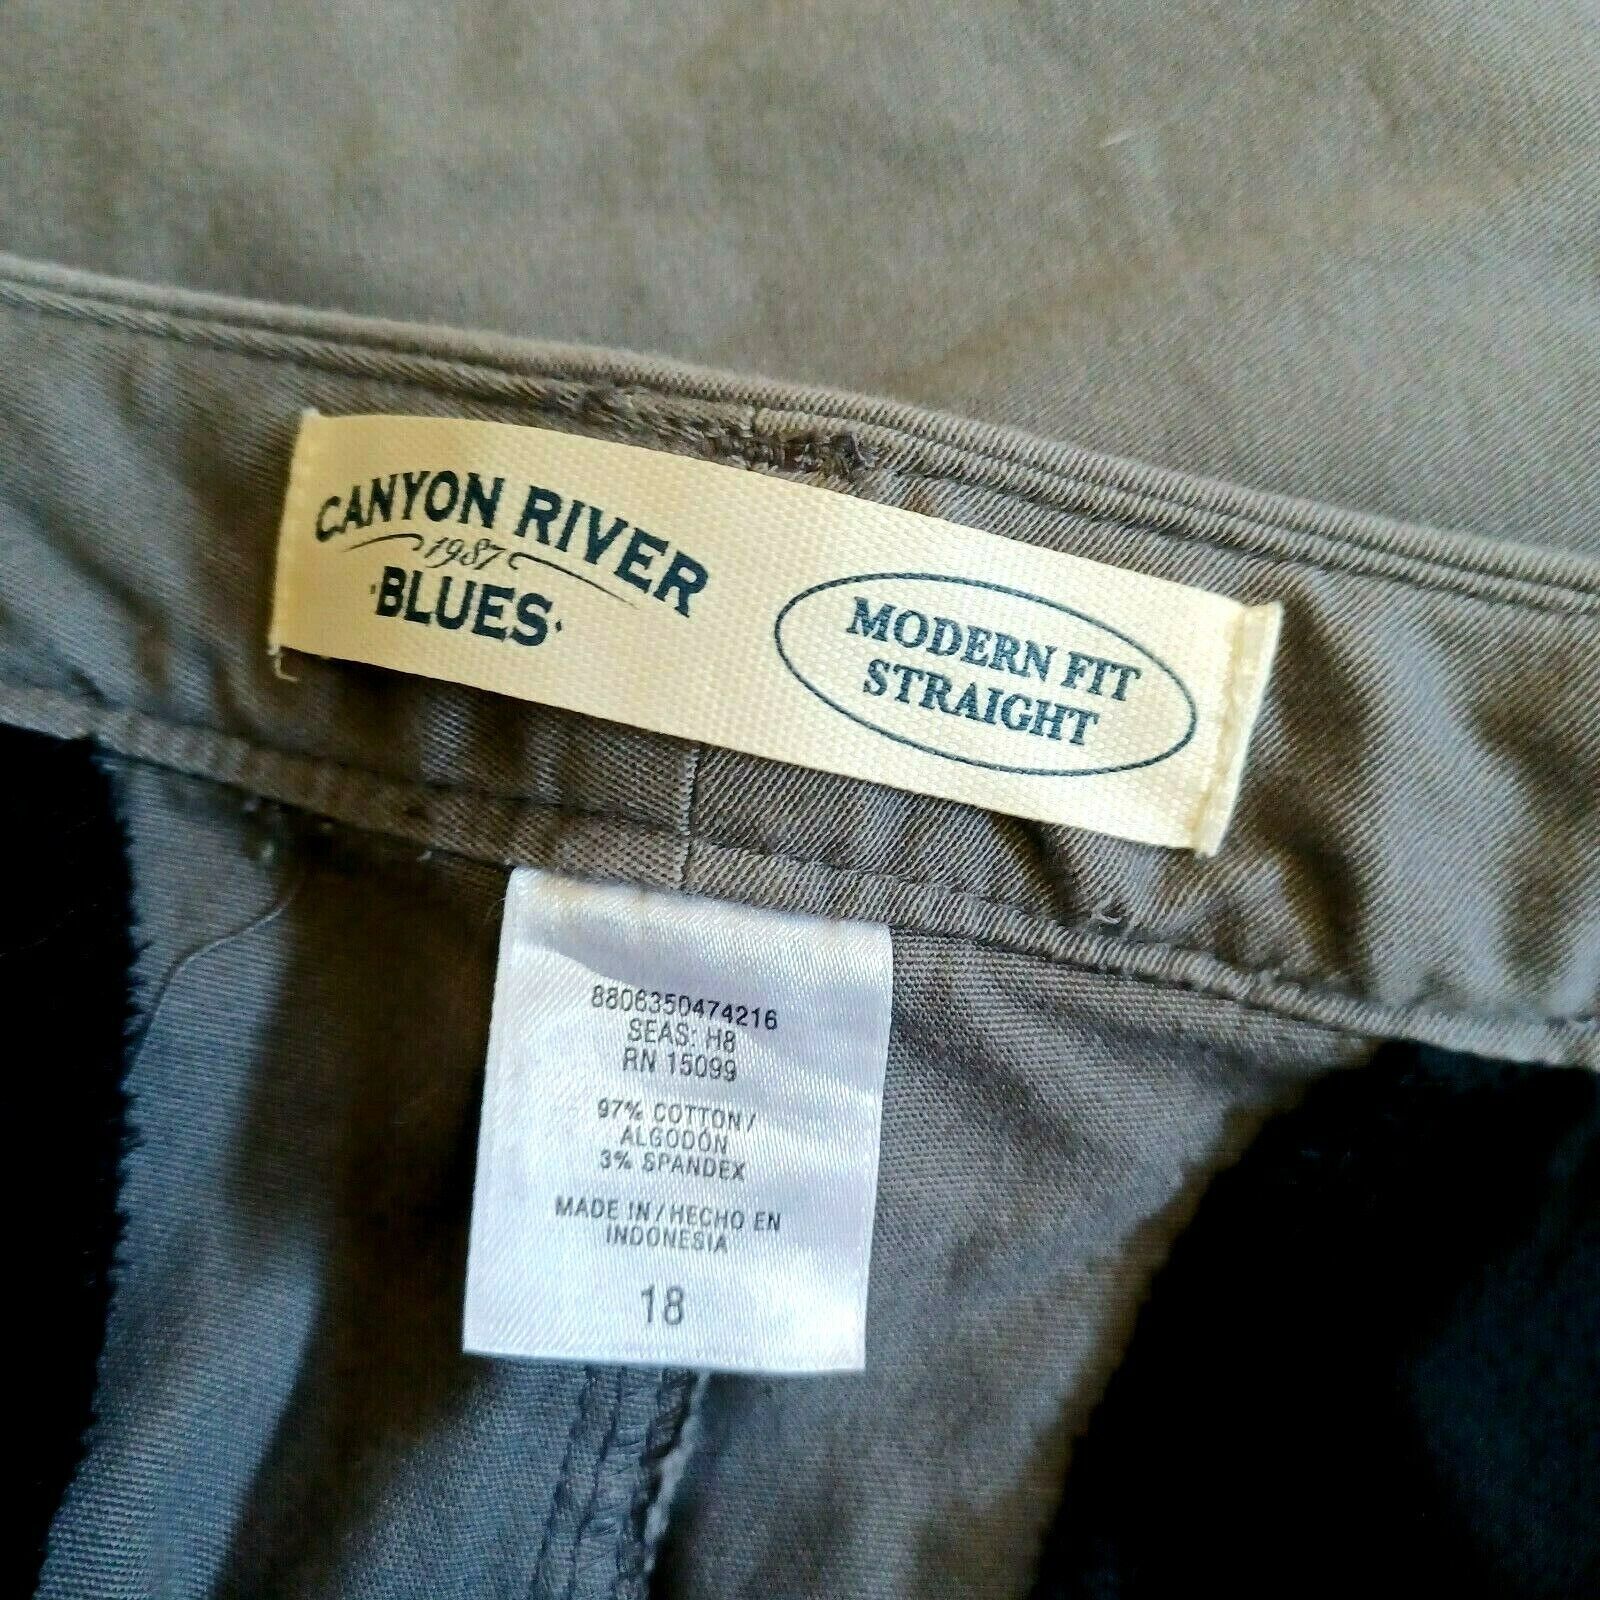 CANYON RIVER
1987
BLUES
MODERN FIT
STRAIGHT
8806350474216
SEAS: H8
RN 15099
97% COTTON/
ALGODÓN
3% SPANDEX
MADE IN/HECHO EN
INDONESIA
18